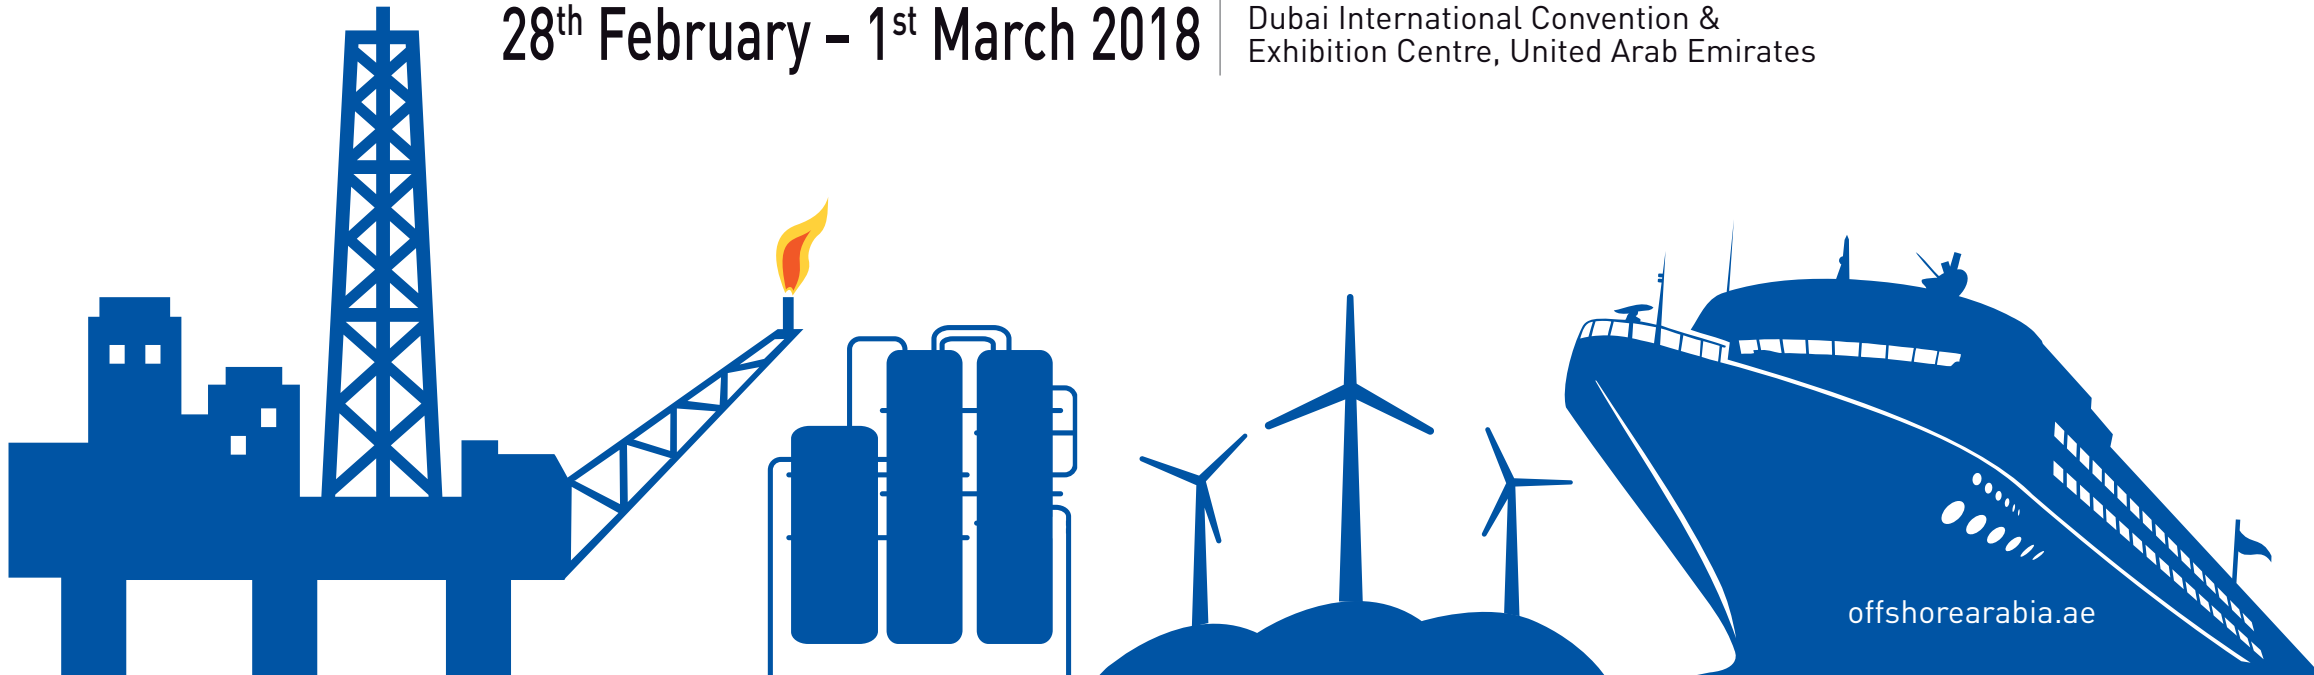 28th February – 1st March 2018
Dubai International Convention &
Exhibition Centre, United Arab Emirates
offshorearabia.ae